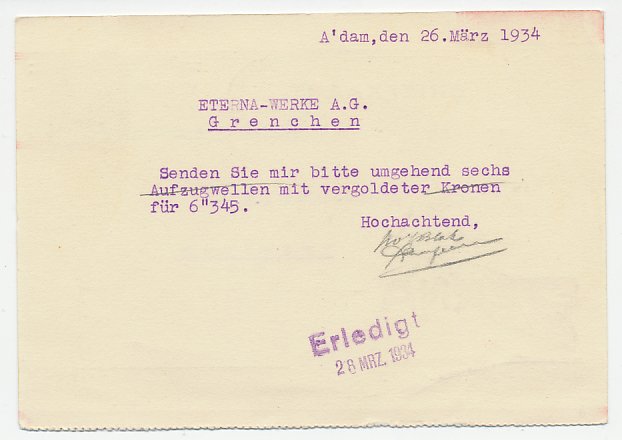 A'dam,den 26.März 1934
ETERNA-WERKE A.G.
Grenchen
Senden Sie mir bitte umgehend sechs
Aufzugwellen mit vergoldeter Kronen
für 6"345.
Hochachtend,
Erledigt
28 MRZ. 1934